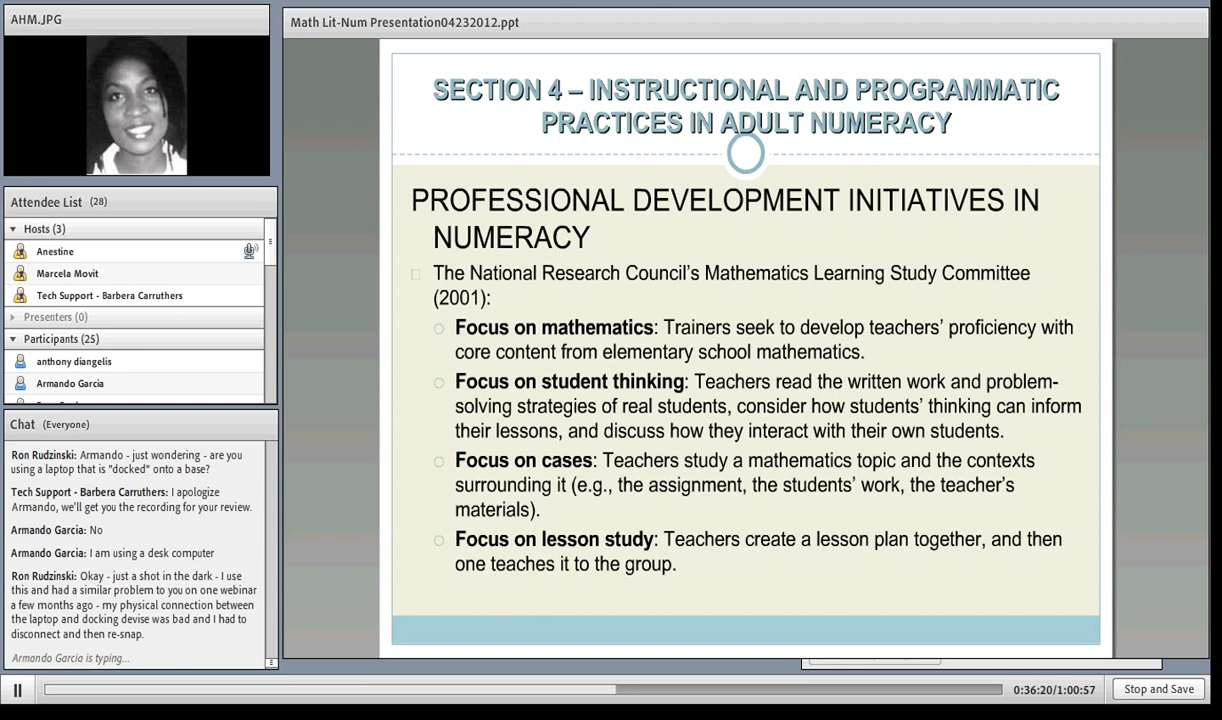 AHM.JPG
Math Lit-Num Presentation04232012.ppt
Attendee List (28)
Hosts (3)
Anestine
Marcela Movit
Tech Support - Barbera Carruthers
Presenters (0)
Participants (25)
anthony diangelis
Armando Garcia
Chat (Everyone)
Ron Rudzinski: Armando - just wondering - are you
using a laptop that is "docked" onto a base?
Tech Support - Barbera Carruthers: I apologize
Armando, we'll get you the recording for your review.
Armando Garcia: No
Armando Garcia: I am using a desk computer
Ron Rudzinski: Okay - just a shot in the dark - I use
this and had a similar problem to you on one webinar
a few months ago - my physical connection between
the laptop and docking devise was bad and I had to
disconnect and then re-snap.
Armando Garcia is typing...
SECTION 4 – INSTRUCTIONAL AND PROGRAMMATIC
PRACTICES IN ADULT NUMERACY
PROFESSIONAL DEVELOPMENT INITIATIVES IN
NUMERACY
The National Research Council’s Mathematics Learning Study Committee
(2001):
Focus on mathematics: Trainers seek to develop teachers’ proficiency with
core content from elementary school mathematics.
Focus on student thinking: Teachers read the written work and problem-
solving strategies of real students, consider how students’ thinking can inform
their lessons, and discuss how they interact with their own students.
Focus on cases: Teachers study a mathematics topic and the contexts
surrounding it (e.g., the assignment, the students’ work, the teacher’s
materials).
Focus on lesson study: Teachers create a lesson plan together, and then
one teaches it to the group.
0:36:20/1:00:57
Stop and Save